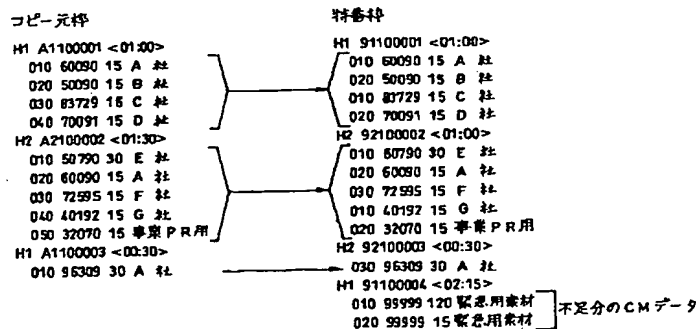 コピー元枠
H1 A1100001 <01:00>
010 60090 15 A 社
020 50090 15 B 社
030 83729 15 C 社
040 70091 15 D 社
H2 A2100002 <01:30>
010 50790 30 E 社
020 60090 15 A 社
030 72595 15 F 社
040 40192 15 G 社
050 32070 15 事業PR用
H1 A1100003 <00:30>
010 96309 30 A 社
特番枠
H1 91100001 <01:00>
010 60090 15 A 社
020 50090 15 B 社
010 83729 15 C 社
020 70091 15 D 社
H2 92100002 <01:00>
010 50790 30 E 社
020 60090 15 A 社
030 72595 15 F 社
010 40192 15 G 社
020 32070 15 事業PR用
H2 92100003 <00:30>
030 96309 30 A 社
H1 91100004 <02:15>
010 99999 120 緊急用素材
020 99999 15 緊急用素材
不足分のCMデータ